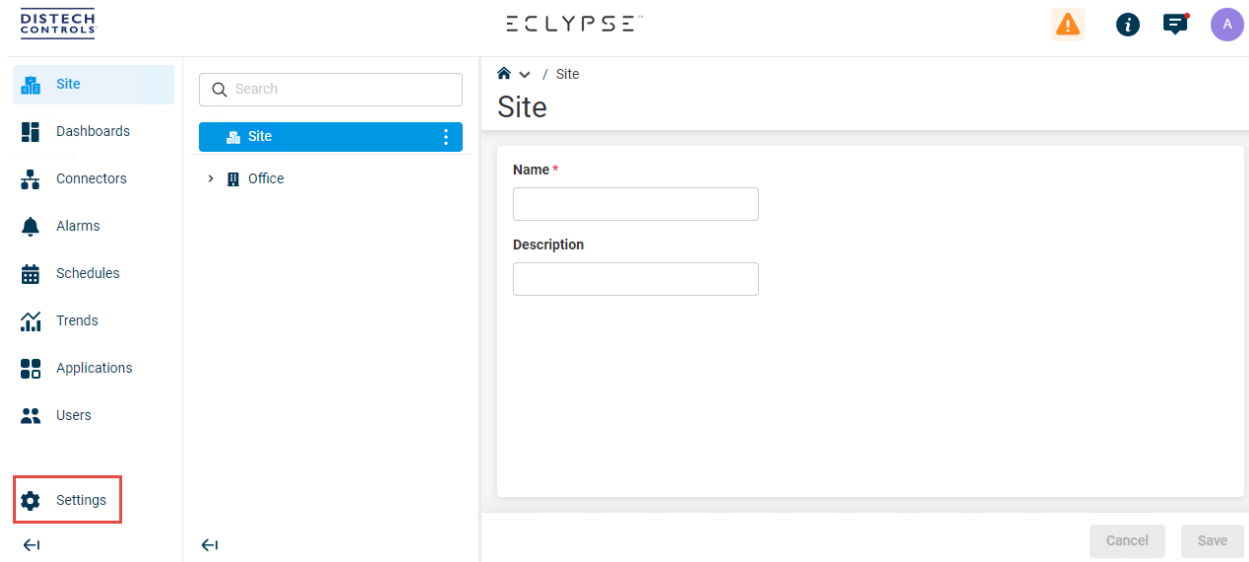 DISTECH
CONTROLS
ECLYPSE™
A
Site
Dashboards
Connectors
Alarms
Schedules
Trends
Applications
Users
Settings
Search
Site
Office
/ Site
Site
Name *
Description
Cancel
Save